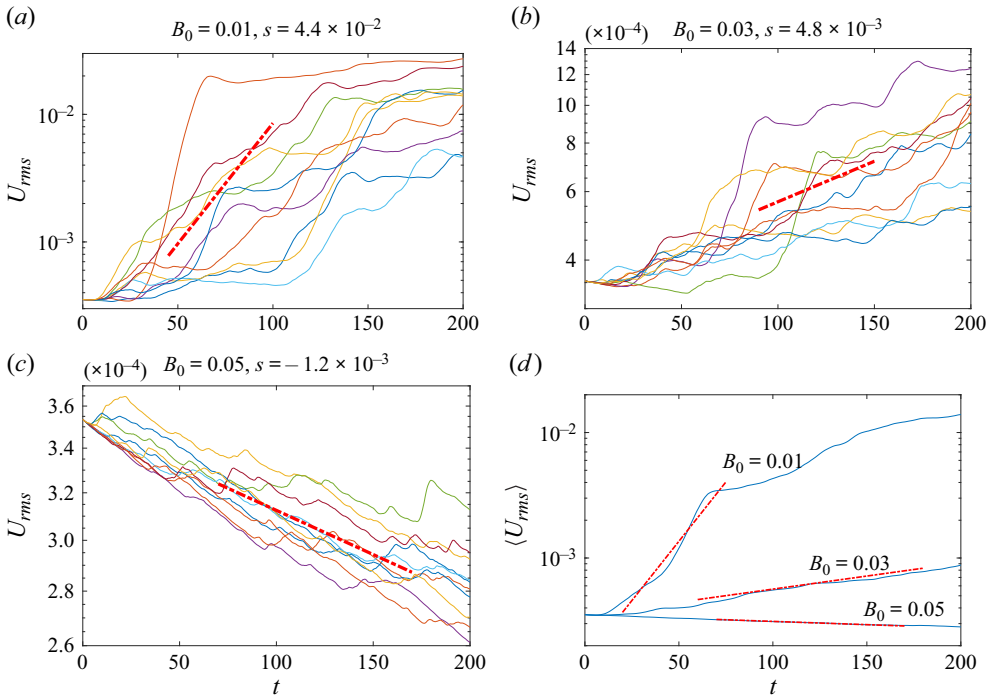 (a) B₀ = 0.01, s = 4.4 × 10⁻²
10⁻²
10⁻³
U_rms
0 50 100 150 200
(b) (×10⁻⁴) B₀ = 0.03, s = 4.8 × 10⁻³
14
12
10
8
6
4
U_rms
0 50 100 150 200
(c) (×10⁻⁴) B₀ = 0.05, s = – 1.2 × 10⁻³
3.6
3.4
3.2
3.0
2.8
2.6
U_rms
0 50 100 150 200
t
(d)
10⁻²
10⁻³
⟨U_rms⟩
B₀ = 0.01
B₀ = 0.03
B₀ = 0.05
0 50 100 150 200
t